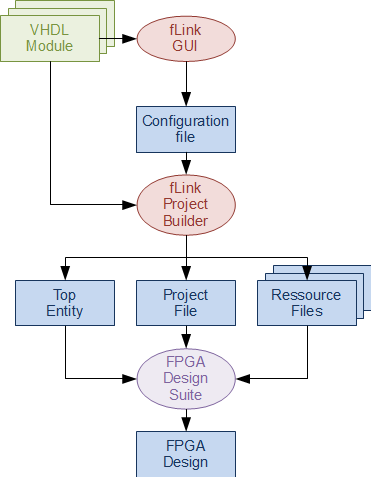 VHDL
Module
fLink
GUI
Configuration
file
fLink
Project
Builder
Top
Entity
Project
File
Ressource
Files
FPGA
Design
Suite
FPGA
Design